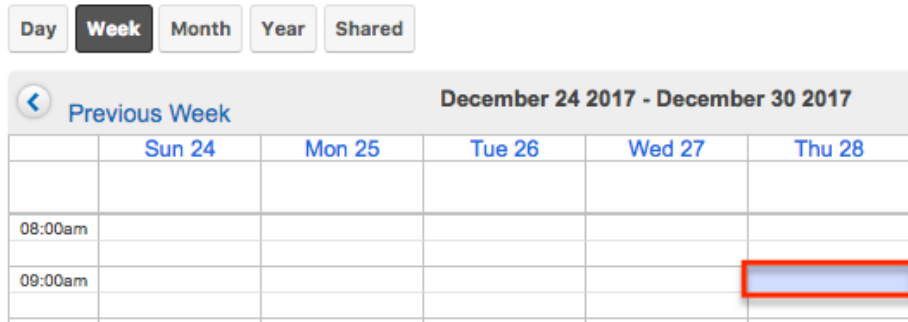 Day Week Month Year Shared
Previous Week December 24 2017 - December 30 2017
Sun 24 Mon 25 Tue 26 Wed 27 Thu 28
08:00am
09:00am